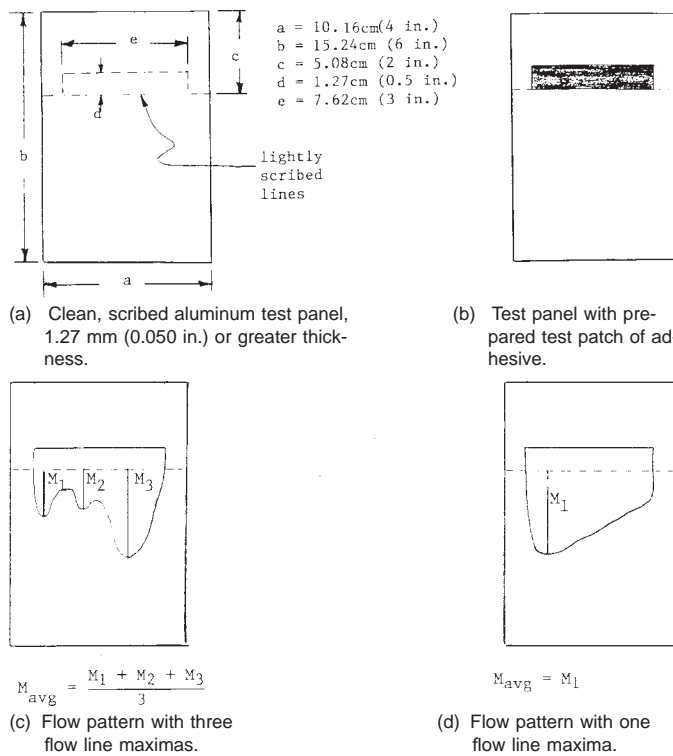 e
c
d
b
a
a = 10.16cm(4 in.)
b = 15.24cm (6 in.)
c = 5.08cm (2 in.)
d = 1.27cm (0.5 in.)
e = 7.62cm (3 in.)
lightly
scribed
lines
(a) Clean, scribed aluminum test panel,
1.27 mm (0.050 in.) or greater thick-
ness.
(b) Test panel with pre-
pared test patch of ad-
hesive.
M1 M2 M3
M1
Mavg = M1 + M2 + M3 / 3
Mavg = M1
(c) Flow pattern with three
flow line maximas.
(d) Flow pattern with one
flow line maxima.